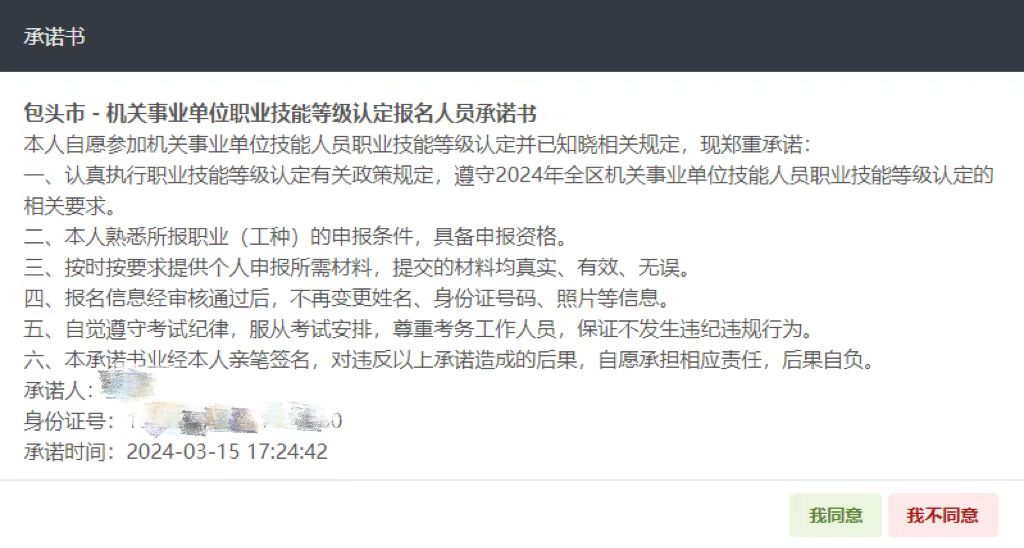 承诺书
包头市 - 机关事业单位职业技能等级认定报名人员承诺书
本人自愿参加机关事业单位技能人员职业技能等级认定并已知晓相关规定，现郑重承诺：
一、认真执行职业技能等级认定有关政策规定，遵守2024年全区机关事业单位技能人员职业技能等级认定的
相关要求。
二、本人熟悉所报职业（工种）的申报条件，具备申报资格。
三、按时按要求提供个人申报所需材料，提交的材料均真实、有效、无误。
四、报名信息经审核通过后，不再变更姓名、身份证号码、照片等信息。
五、自觉遵守考试纪律，服从考试安排，尊重考务工作人员，保证不发生违纪违规行为。
六、本承诺书业经本人亲笔签名，对违反以上承诺造成的后果，自愿承担相应责任，后果自负。
承诺人：
身份证号：
承诺时间：2024-03-15 17:24:42
我同意 我不同意